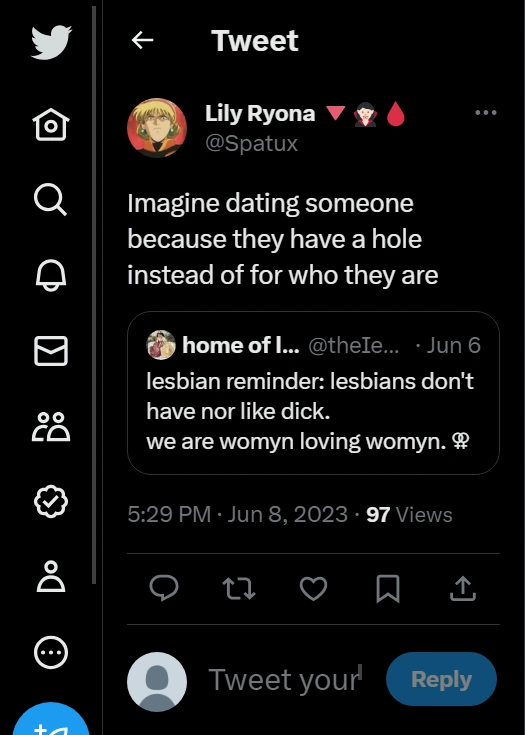 Tweet
Lily Ryona 🔻🧛🏻🩸
@Spatux
Imagine dating someone
because they have a hole
instead of for who they are
home of l... @theIe... · Jun 6
lesbian reminder: lesbians don't
have nor like dick.
we are womyn loving womyn. ⚢
5:29 PM · Jun 8, 2023 · 97 Views
Tweet your
Reply